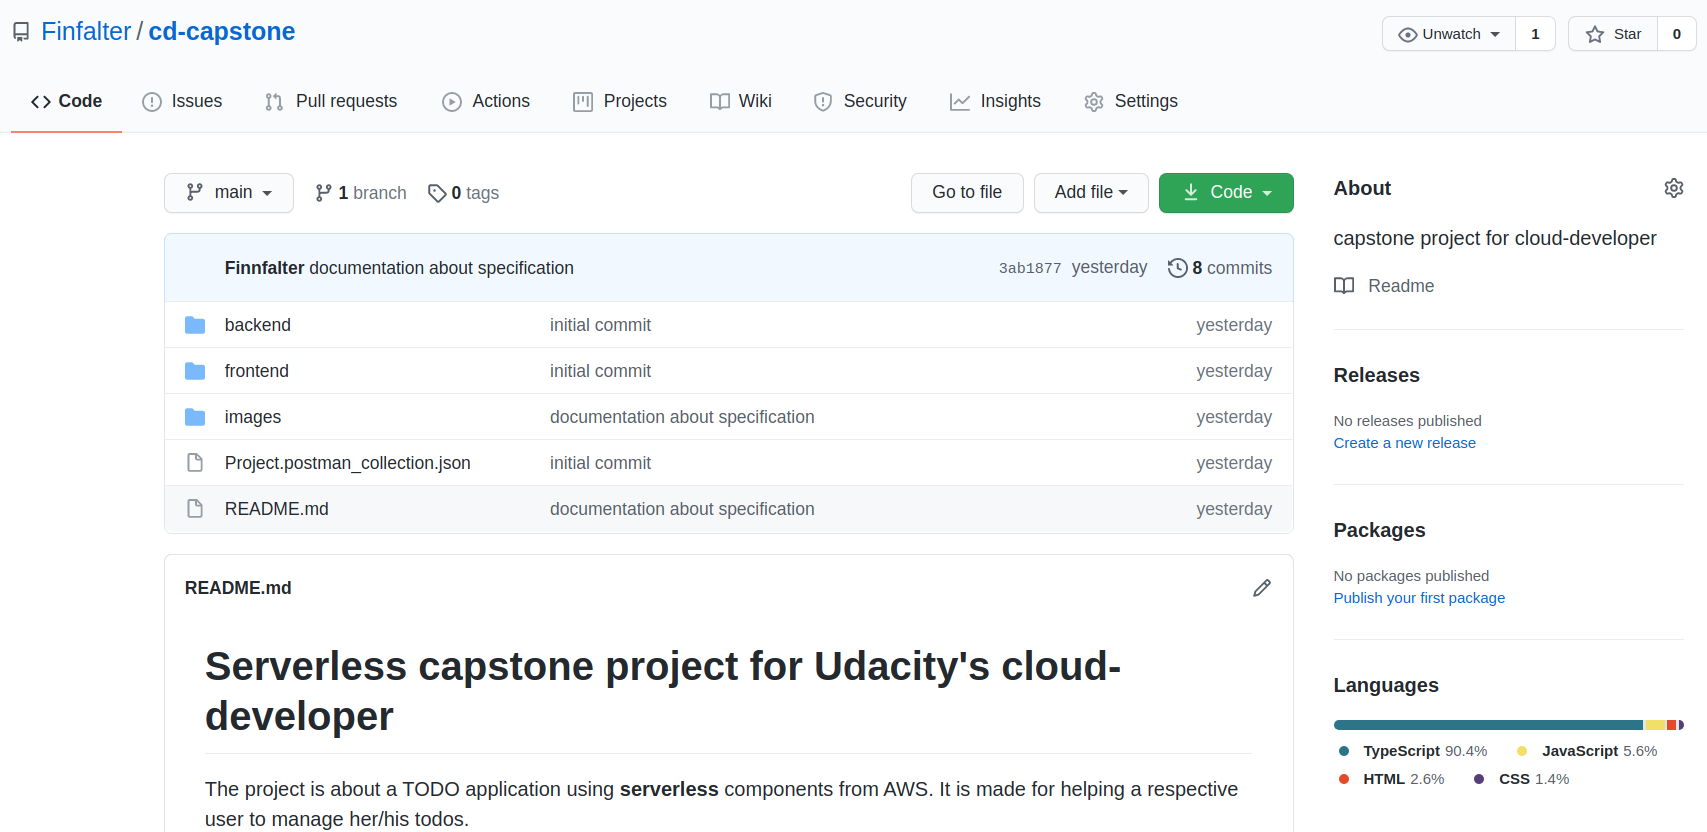 Finfalter / cd-capstone
Unwatch 1 Star 0
Code Issues Pull requests Actions Projects Wiki Security Insights Settings
main 1 branch 0 tags Go to file Add file Code
Finnfalter documentation about specification 3ab1877 yesterday 8 commits
backend initial commit yesterday
frontend initial commit yesterday
images documentation about specification yesterday
Project.postman_collection.json initial commit yesterday
README.md documentation about specification yesterday
README.md
Serverless capstone project for Udacity's cloud-
developer
The project is about a TODO application using serverless components from AWS. It is made for helping a respective
user to manage her/his todos.
About
capstone project for cloud-developer
Readme
Releases
No releases published
Create a new release
Packages
No packages published
Publish your first package
Languages
TypeScript 90.4% JavaScript 5.6%
HTML 2.6% CSS 1.4%